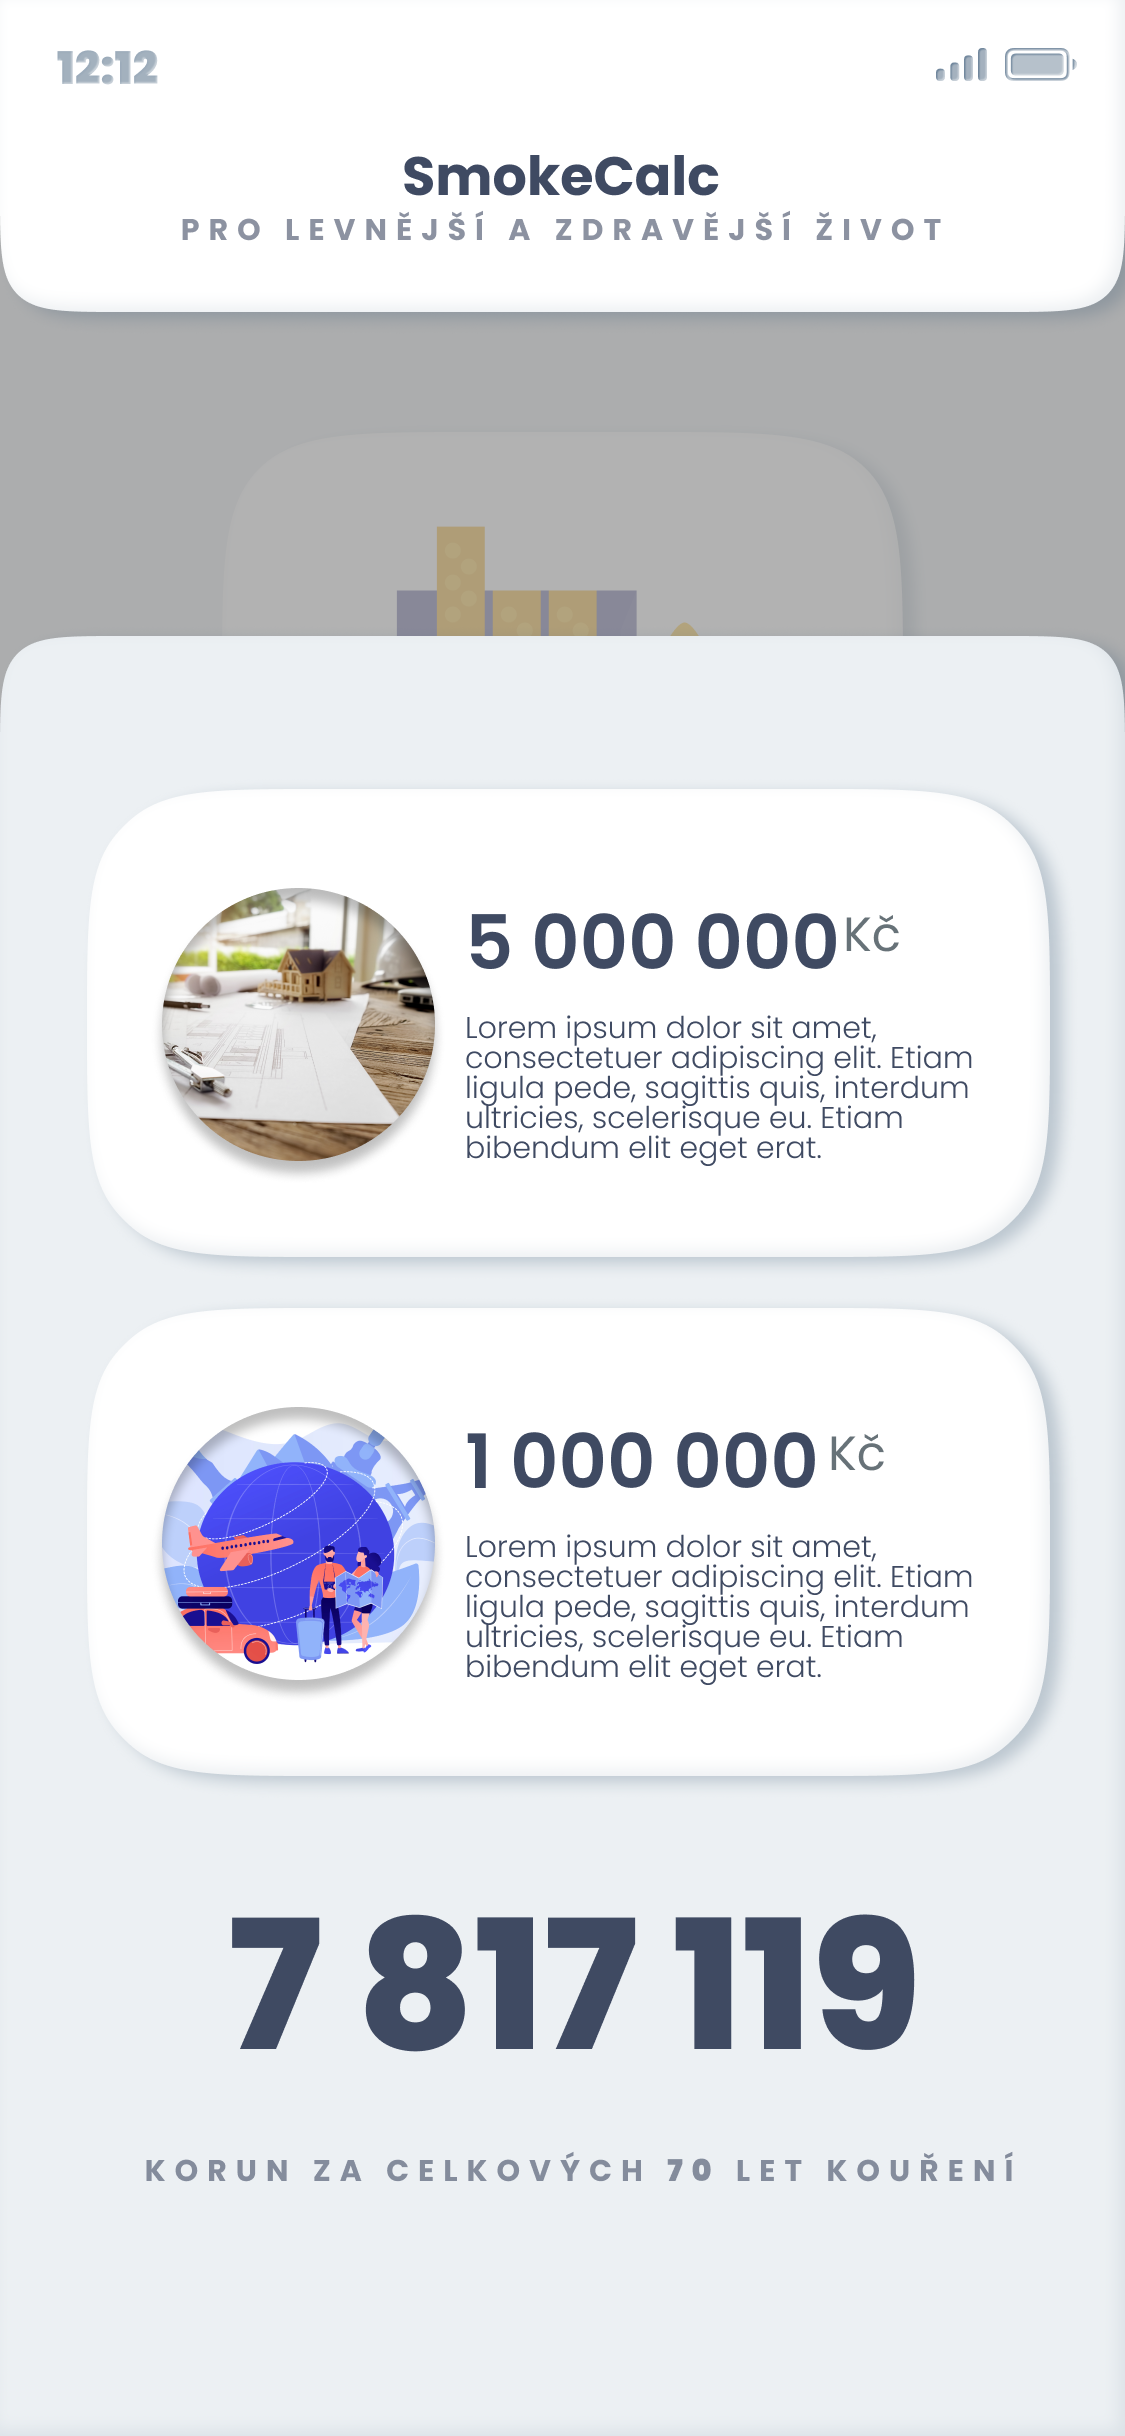 12:12
SmokeCalc
PRO LEVNĚJŠÍ A ZDRAVĚJŠÍ ŽIVOT
5 000 000 Kč
Lorem ipsum dolor sit amet,
consectetuer adipiscing elit. Etiam
ligula pede, sagittis quis, interdum
ultricies, scelerisque eu. Etiam
bibendum elit eget erat.
1 000 000 Kč
Lorem ipsum dolor sit amet,
consectetuer adipiscing elit. Etiam
ligula pede, sagittis quis, interdum
ultricies, scelerisque eu. Etiam
bibendum elit eget erat.
7 817 119
KORUN ZA CELKOVÝCH 70 LET KOUŘENÍ